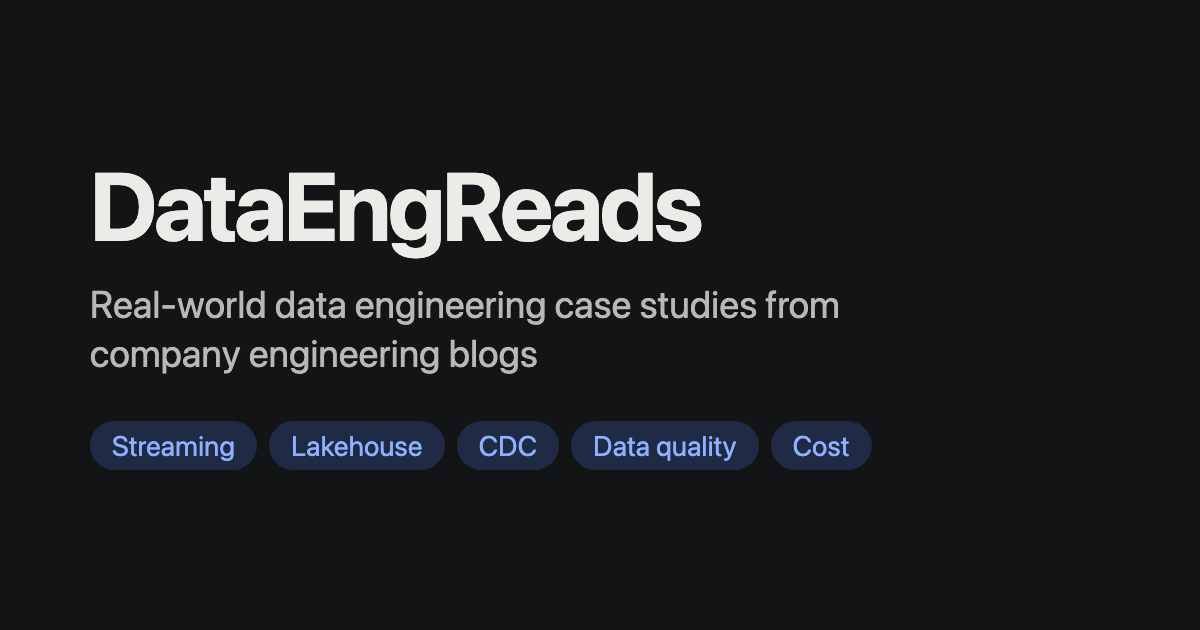 DataEngReads
Real-world data engineering case studies from
company engineering blogs
Streaming Lakehouse CDC Data quality Cost